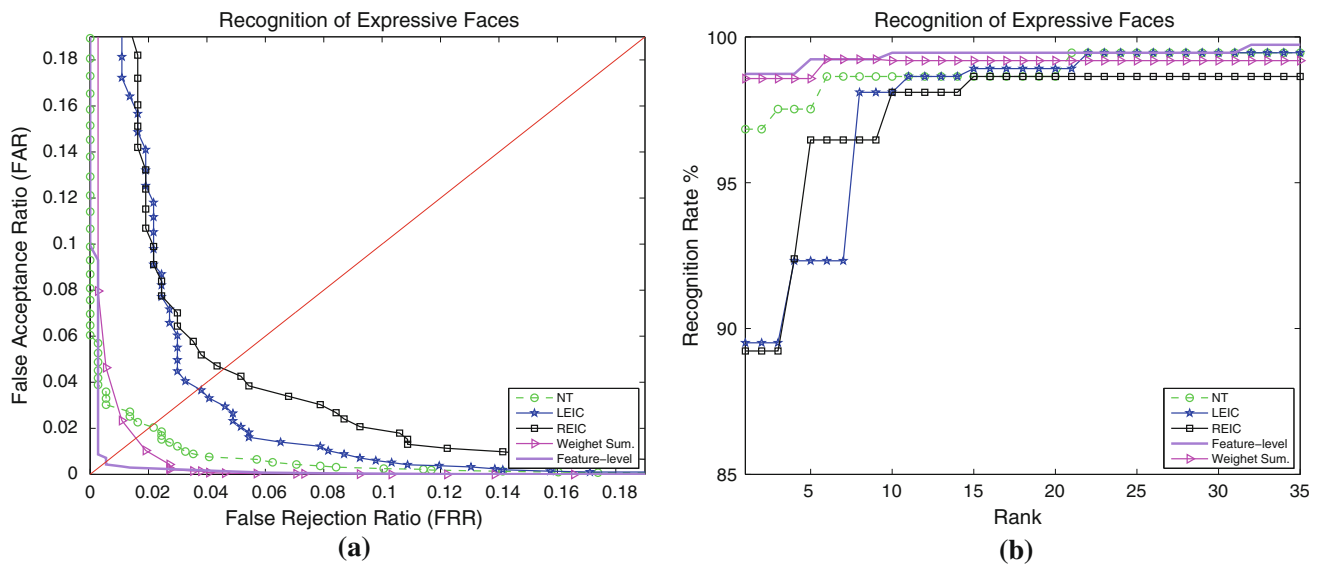 Recognition of Expressive Faces
False Acceptance Ratio (FAR)
0.18
0.16
0.14
0.12
0.1
0.08
0.06
0.04
0.02
0
0 0.02 0.04 0.06 0.08 0.1 0.12 0.14 0.16 0.18
False Rejection Ratio (FRR)
NT
LEIC
REIC
Weighet Sum.
Feature-level
(a)
Recognition of Expressive Faces
Recognition Rate %
100
95
90
85
5 10 15 20 25 30 35
Rank
NT
LEIC
REIC
Feature-level
Weighet Sum.
(b)